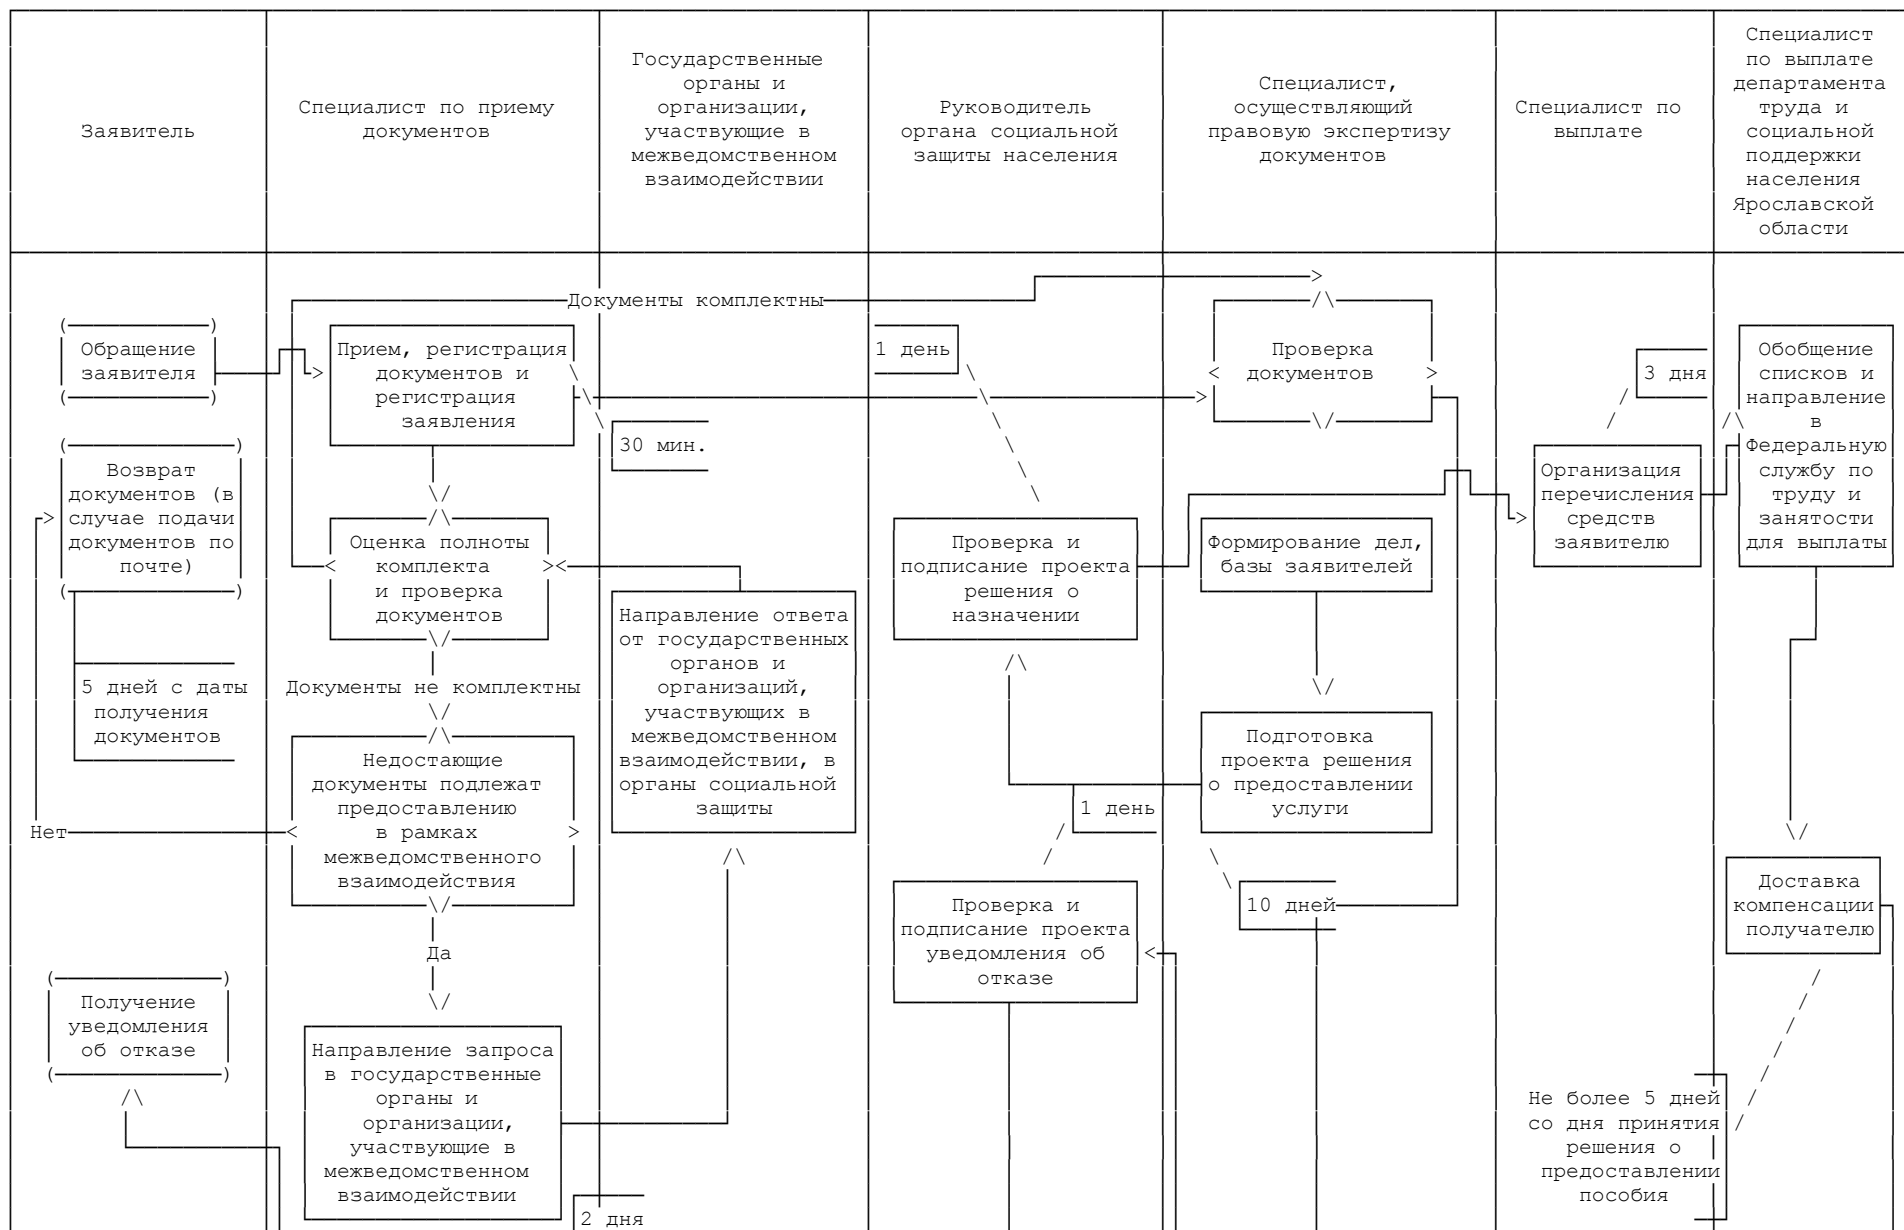 Заявитель
Специалист по приему
документов
Государственные
органы и
организации,
участвующие в
межведомственном
взаимодействии
Руководитель
органа социальной
защиты населения
Специалист,
осуществляющий
правовую экспертизу
документов
Специалист по
выплате
Специалист
по выплате
департамента
труда и
социальной
поддержки
населения
Ярославской
области
Документы комплектны
Обращение
заявителя
Прием, регистрация
документов и
регистрация
заявления
30 мин.
1 день
Проверка
документов
3 дня
Обобщение
списков и
направление
в
Федеральную
службу по
труду и
занятости
для выплаты
Возврат
документов (в
случае подачи
документов по
почте)
Оценка полноты
комплекта
и проверка
документов
Проверка и
подписание проекта
решения о
назначении
Формирование дел,
базы заявителей
Организация
перечисления
средств
заявителю
Направление ответа
от государственных
органов и
организаций,
участвующих в
межведомственном
взаимодействии, в
органы социальной
защиты
5 дней с даты
получения
документов
Документы не комплектны
Недостающие
документы подлежат
предоставлению
в рамках
межведомственного
взаимодействия
Нет
Подготовка
проекта решения
о предоставлении
услуги
1 день
10 дней
Проверка и
подписание проекта
уведомления об
отказе
Доставка
компенсации
получателю
Да
Получение
уведомления
об отказе
Направление запроса
в государственные
органы и
организации,
участвующие в
межведомственном
взаимодействии
2 дня
Не более 5 дней
со дня принятия
решения о
предоставлении
пособия